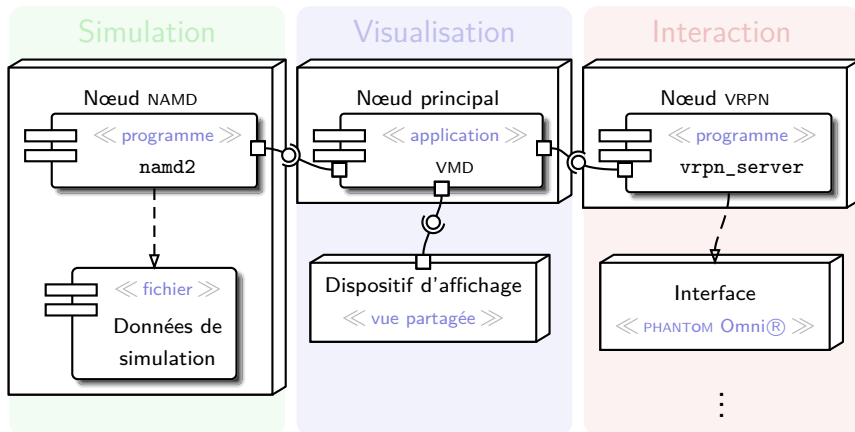 Simulation
Nœud NAMD
≪ programme ≫
namd2
≪ fichier ≫
Données de
simulation
Visualisation
Nœud principal
≪ application ≫
VMD
Dispositif d'affichage
≪ vue partagée ≫
Interaction
Nœud VRPN
≪ programme ≫
vrpn_server
Interface
≪ PHANTOM Omni® ≫
⋮